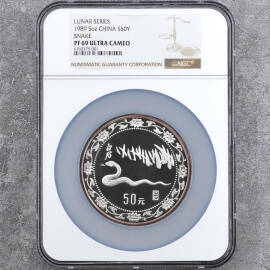 LUNAR SERIES
1989 5oz CHINA S50Y
SNAKE
PF 69 ULTRA CAMEO
NUMISMATIC GUARANTY CORPORATION
NGC
50元